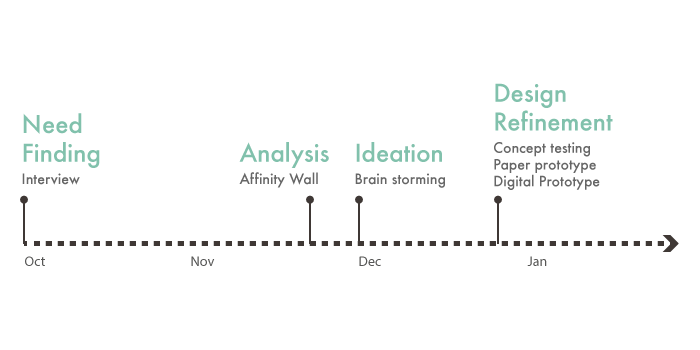 Need
Finding
Interview
Analysis
Affinity Wall
Ideation
Brain storming
Design
Refinement
Concept testing
Paper prototype
Digital Prototype
Oct
Nov
Dec
Jan